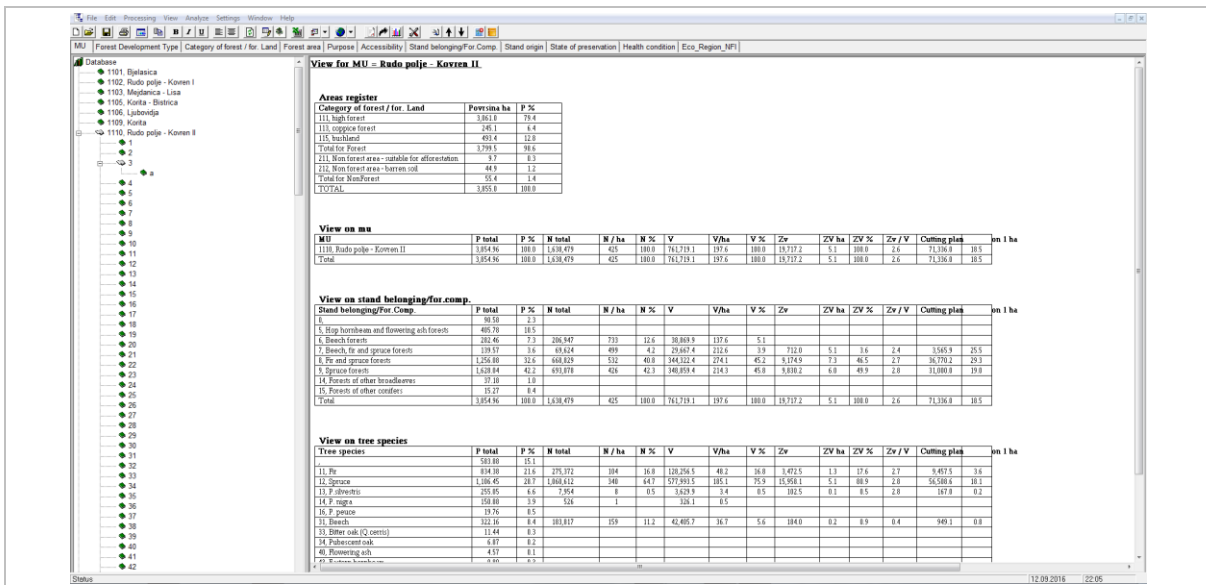 File Edit Processing View Analyze Settings Window Help
MU Forest Development Type Category of forest / for. Land Forest area Purpose Accessibility Stand belonging/For.Comp. Stand origin State of preservation Health condition Eco_Region_NFI
Database
1101, Bjelasica
1102, Rudo polje - Kovren I
1103, Mejdanica - Lisa
1105, Korita - Bistrica
1106, Ljubovidja
1109, Korita
1110, Rudo polje - Kovren II
1
2
3
a
4
5
6
7
8
9
10
11
12
13
14
15
16
17
18
19
20
21
22
23
24
25
26
27
28
29
30
31
32
33
34
35
36
37
38
39
40
41
42
View for MU = Rudo polje - Kovren II
Areas register
Category of forest / for. Land Povrsina ha P %
111, high forest 3,061.0 79.4
113, coppice forest 245.1 6.4
115, bushland 493.4 12.8
Total for Forest 3,799.5 98.6
211, Non forest area - suitable for afforestation 9.7 0.3
212, Non forest area - barren soil 44.9 1.2
Total for NonForest 55.4 1.4
TOTAL 3,855.0 100.0
View on mu
MU P total P % N total N / ha N % V V/ha V % Zv ZV ha ZV % Zv / V Cutting plan on 1 ha
1110, Rudo polje - Kovren II 3,854.96 100.0 1,638,479 425 100.0 761,719.1 197.6 100.0 19,717.2 5.1 100.0 2.6 71,336.0 18.5
Total 3,854.96 100.0 1,638,479 425 100.0 761,719.1 197.6 100.0 19,717.2 5.1 100.0 2.6 71,336.0 18.5
View on stand belonging/for.comp.
Stand belonging/For.Comp. P total P % N total N / ha N % V V/ha V % Zv ZV ha ZV % Zv / V Cutting plan on 1 ha
0, 90.50 2.3
5, Hop hornbeam and flowering ash forests 405.70 10.5
6, Beech forests 282.46 7.3 206,947 733 12.6 38,869.9 137.6 5.1
7, Beech, fir and spruce forests 139.57 3.6 69,624 499 4.2 29,667.4 212.6 3.9 712.0 5.1 3.6 2.4 3,565.9 25.5
8, Fir and spruce forests 1,256.08 32.6 668,029 532 40.8 344,322.4 274.1 45.2 9,174.9 7.3 46.5 2.7 36,770.2 29.3
9, Spruce forests 1,628.04 42.2 693,878 426 42.3 348,859.4 214.3 45.8 9,830.2 6.0 49.9 2.8 31,000.0 19.0
14, Forests of other broadleaves 37.18 1.0
15, Forests of other conifers 15.27 0.4
Total 3,854.96 100.0 1,638,479 425 100.0 761,719.1 197.6 100.0 19,717.2 5.1 100.0 2.6 71,336.0 18.5
View on tree species
Tree species P total P % N total N / ha N % V V/ha V % Zv ZV ha ZV % Zv / V Cutting plan on 1 ha
, 583.08 15.1
11, Fir 834.38 21.6 275,372 104 16.8 128,256.5 48.2 16.8 3,472.5 1.3 17.6 2.7 9,457.5 3.6
12, Spruce 1,106.45 28.7 1,060,612 340 64.7 577,993.5 185.1 75.9 15,958.1 5.1 80.9 2.8 56,508.6 18.1
13, P.silvestris 255.05 6.6 7,954 8 0.5 3,629.9 3.4 0.5 102.5 0.1 0.5 2.8 167.0 0.2
14, P. nigra 150.08 3.9 526 1 326.1 0.5
16, P. peuce 19.76 0.5
31, Beech 322.16 8.4 183,017 159 11.2 42,405.7 36.7 5.6 184.0 0.2 0.9 0.4 949.1 0.8
33, Bitter oak (Q.cerris) 11.44 0.3
34, Pubescent oak 6.87 0.2
40, Flowering ash 4.57 0.1
Status 12.09.2016 22:05